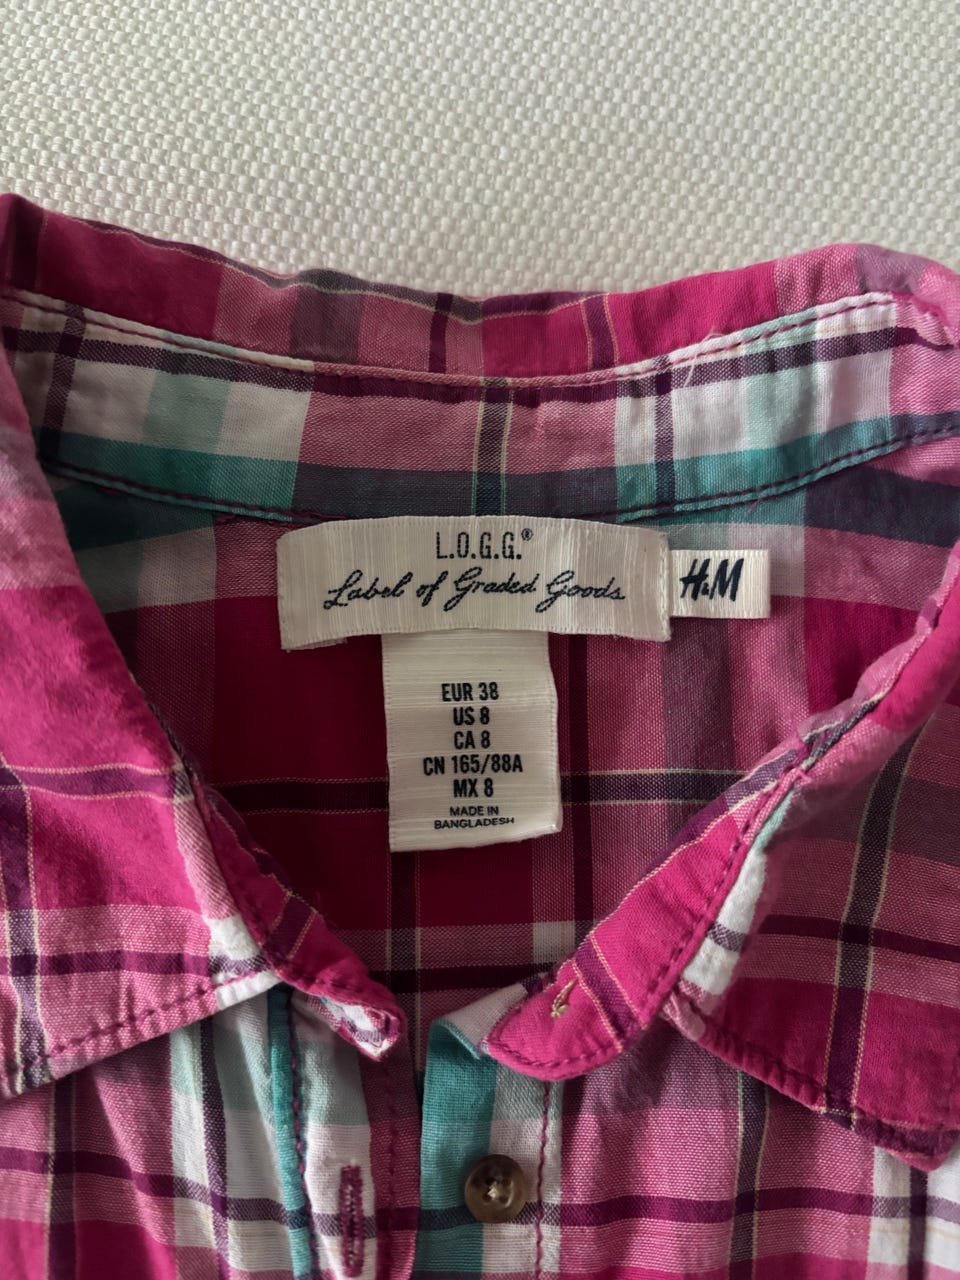 L.O.G.G.®
Label of Graded Goods
H&M
EUR 38
US 8
CA 8
CN 165/88A
MX 8
MADE IN
BANGLADESH